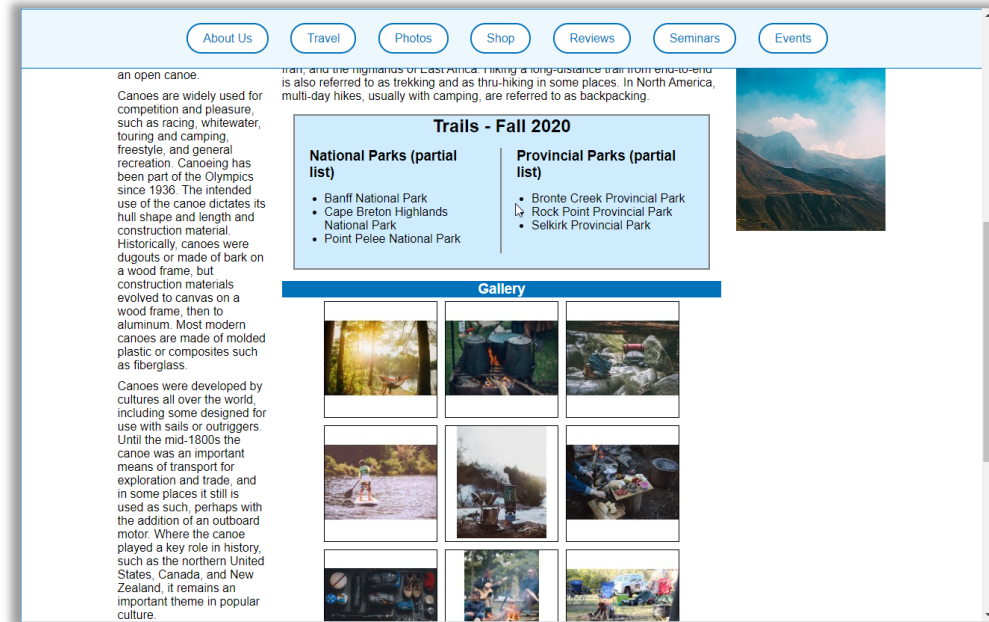 About Us
Travel
Photos
Shop
Reviews
Seminars
Events
an open canoe.
Canoes are widely used for
competition and pleasure,
such as racing, whitewater,
touring and camping,
freestyle, and general
recreation. Canoeing has
been part of the Olympics
since 1936. The intended
use of the canoe dictates its
hull shape and length and
construction material.
Historically, canoes were
dugouts or made of bark on
a wood frame, but
construction materials
evolved to canvas on a
wood frame, then to
aluminum. Most modern
canoes are made of molded
plastic or composites such
as fiberglass.
Canoes were developed by
cultures all over the world,
including some designed for
use with sails or outriggers.
Until the mid-1800s the
canoe was an important
means of transport for
exploration and trade, and
in some places it still is
used as such, perhaps with
the addition of an outboard
motor. Where the canoe
played a key role in history,
such as the northern United
States, Canada, and New
Zealand, it remains an
important theme in popular
culture.
Iran, and the highlands of East Africa. Hiking a long-distance trail from end-to-end
is also referred to as trekking and as thru-hiking in some places. In North America,
multi-day hikes, usually with camping, are referred to as backpacking.
Trails - Fall 2020
National Parks (partial
list)
• Banff National Park
• Cape Breton Highlands
National Park
• Point Pelee National Park
Provincial Parks (partial
list)
• Bronte Creek Provincial Park
• Rock Point Provincial Park
• Selkirk Provincial Park
Gallery